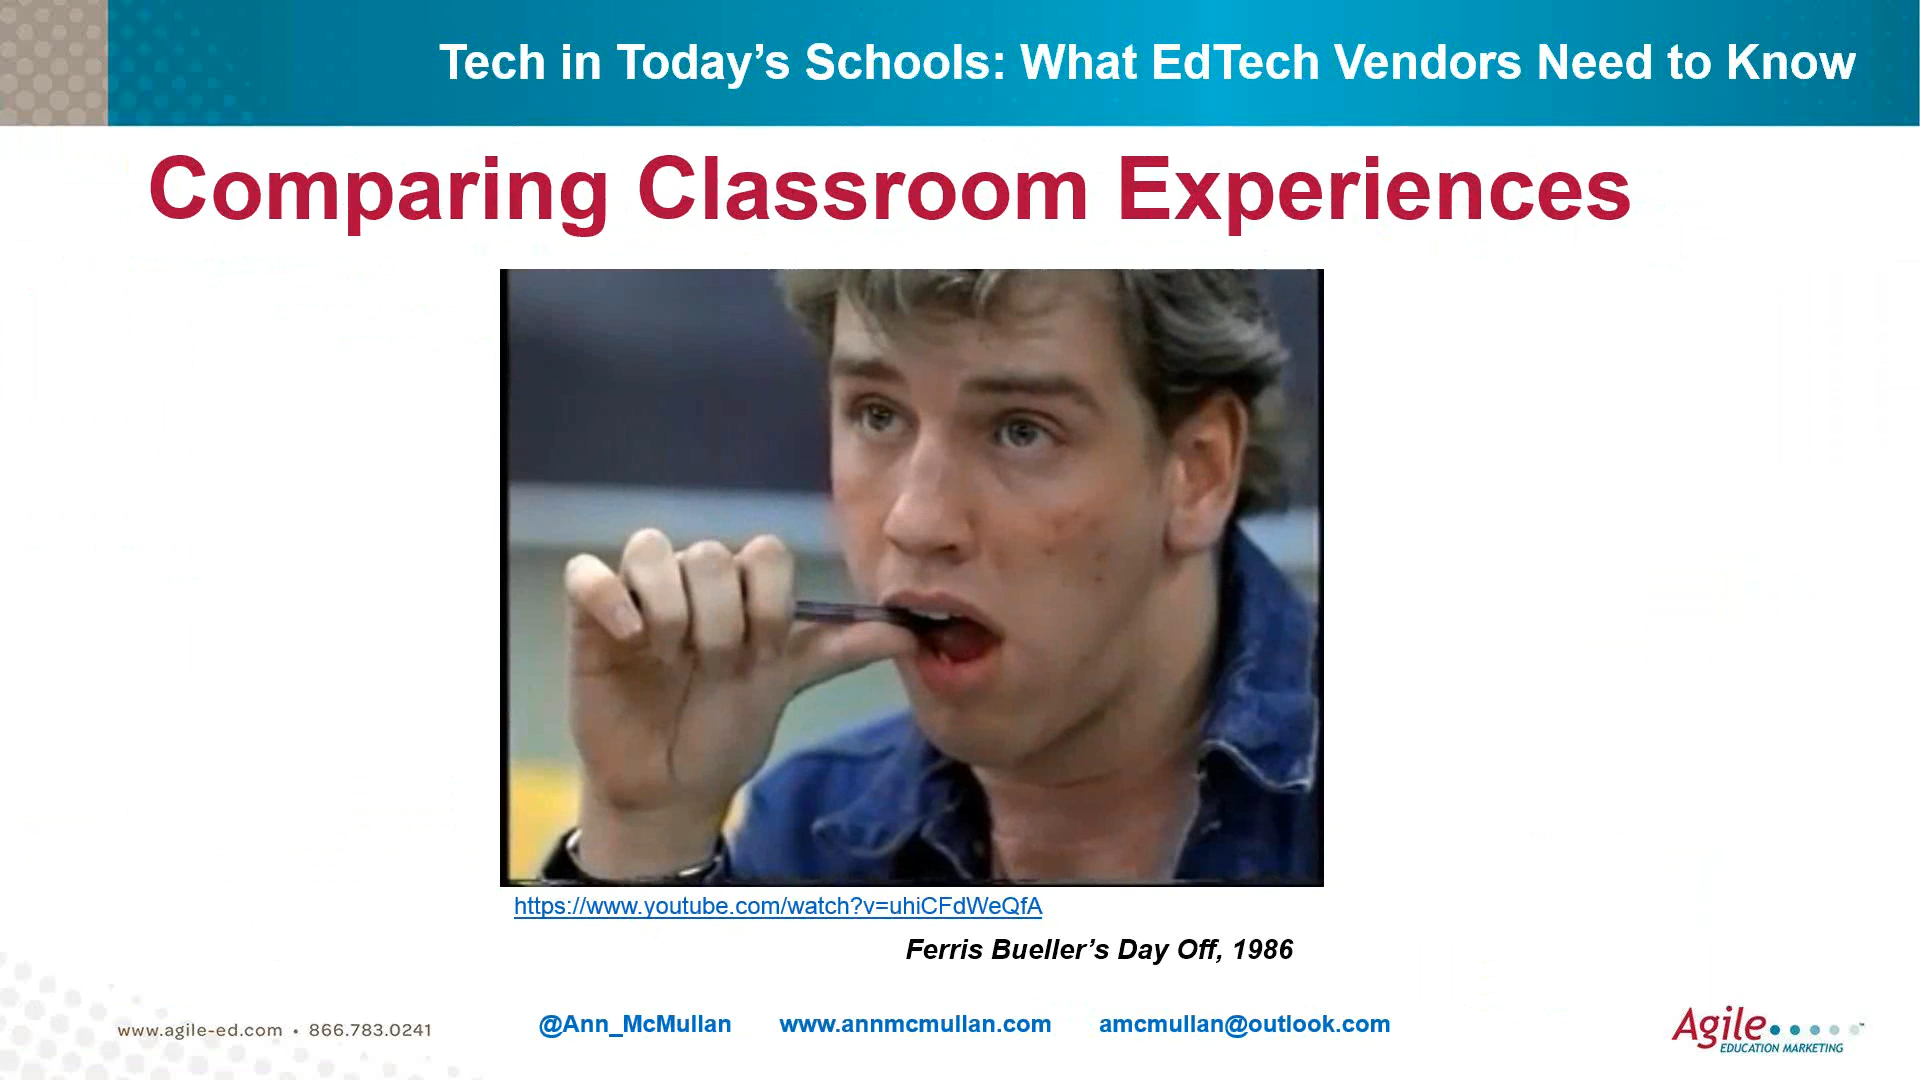 Tech in Today’s Schools: What EdTech Vendors Need to Know
Comparing Classroom Experiences
https://www.youtube.com/watch?v=uhiCFdWeQfA
Ferris Bueller’s Day Off, 1986
www.agile-ed.com • 866.783.0241
@Ann_McMullan www.annmcmullan.com amcmullan@outlook.com
Agile
EDUCATION MARKETING